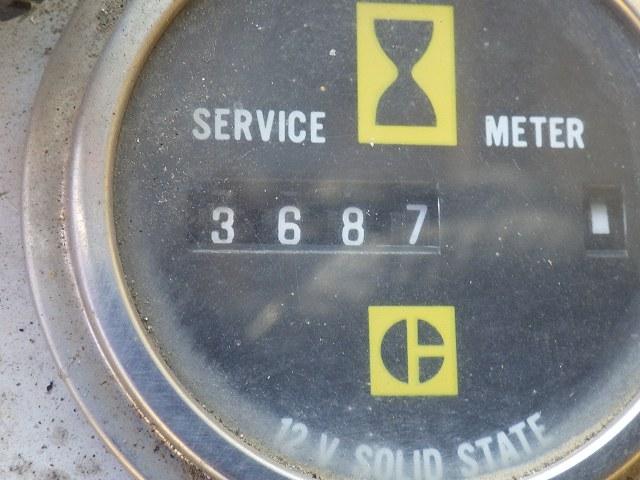 SERVICE METER
3687
12 V SOLID STATE